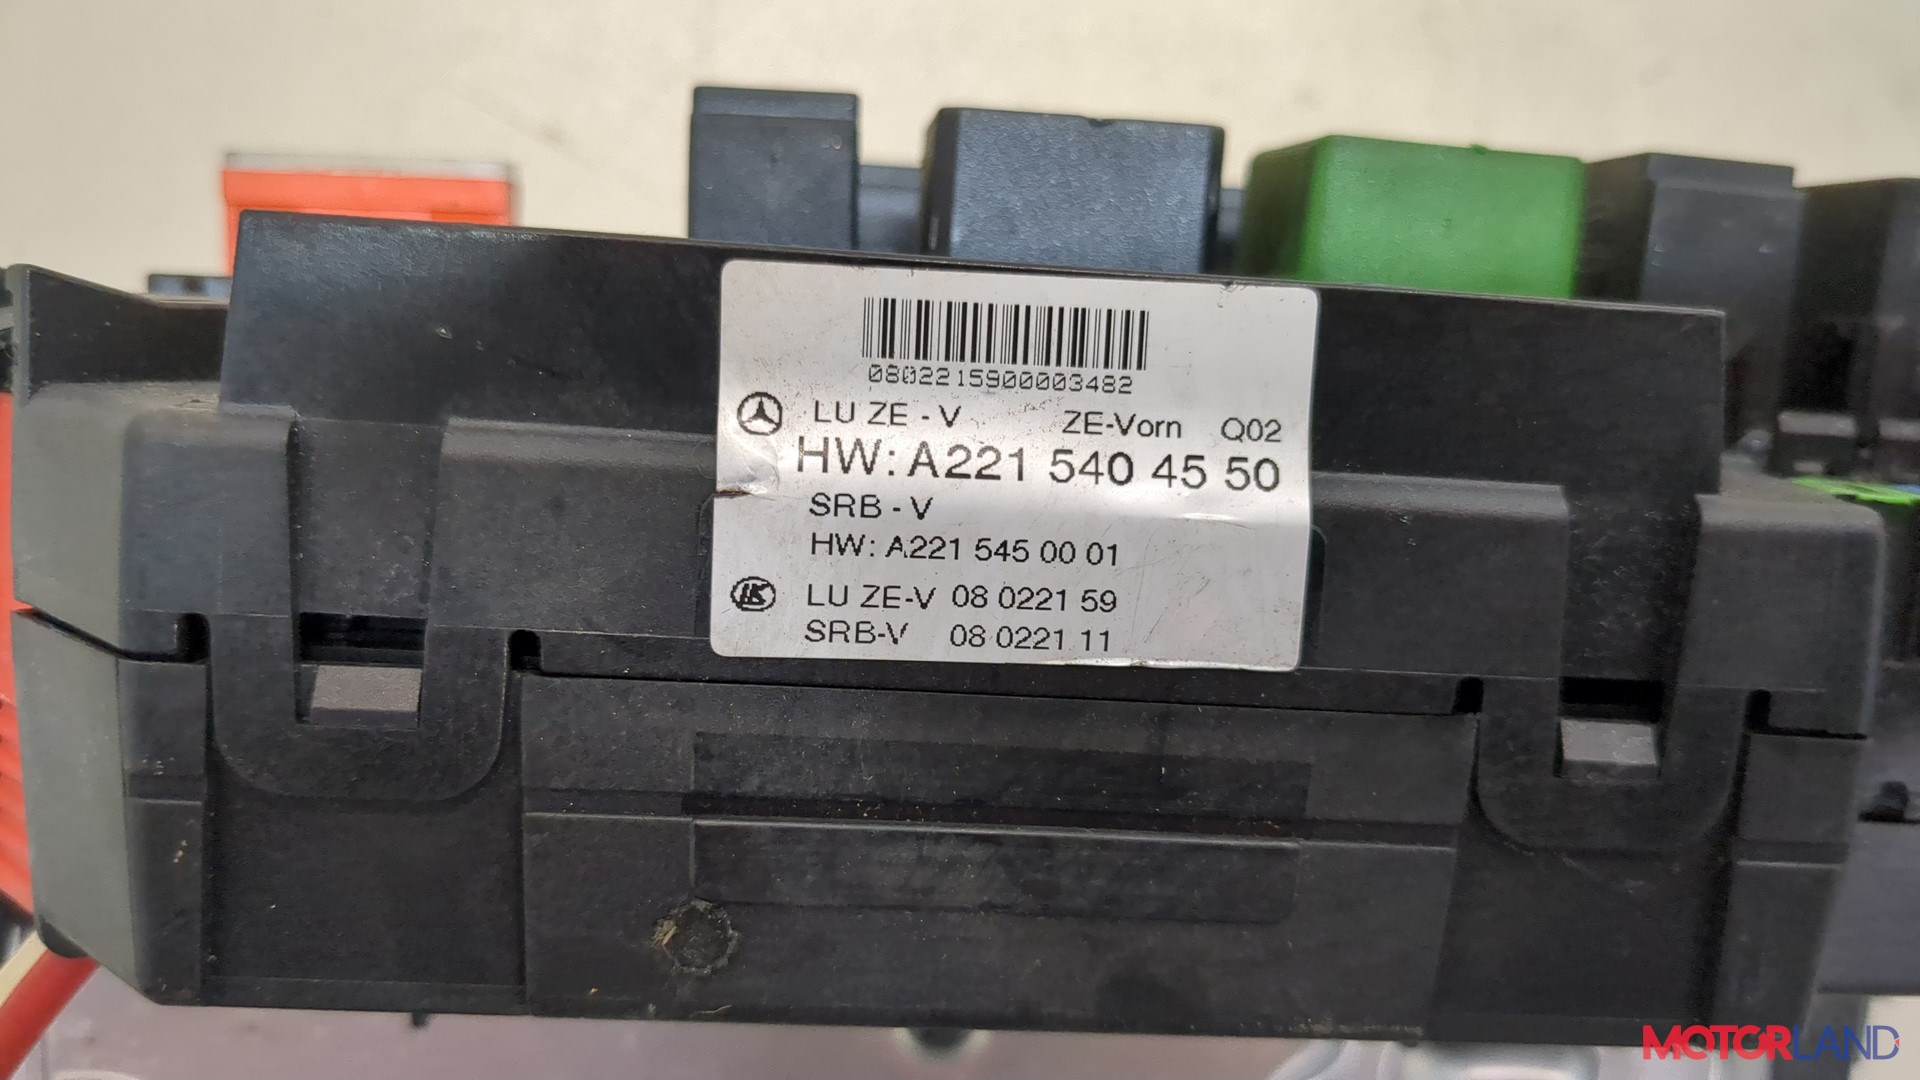 0802215900003482
LU ZE - V ZE-Vorn Q02
HW: A221 540 45 50
SRB - V
HW: A221 545 00 01
LK LU ZE-V 08 0221 59
SRB-V 08 0221 11
MOTORLAND